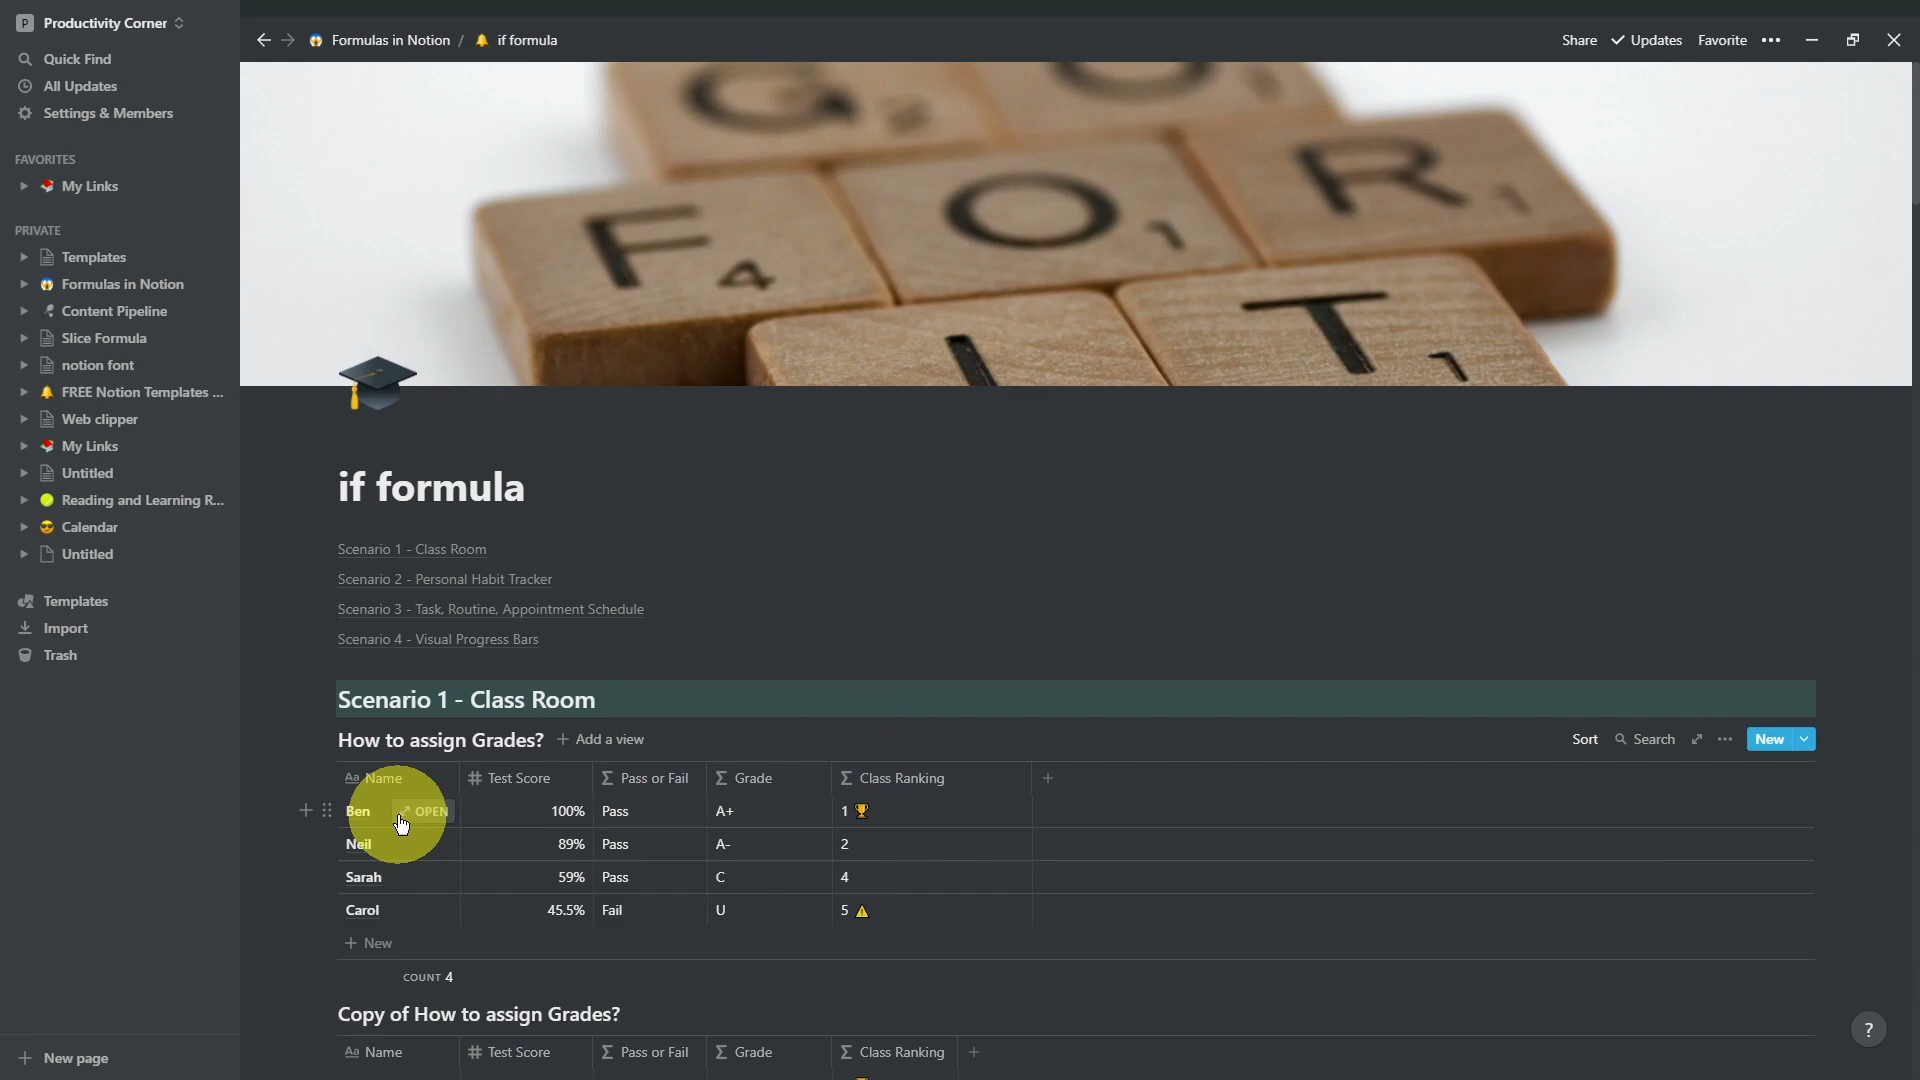 P Productivity Corner
Quick Find
All Updates
Settings & Members
FAVORITES
My Links
PRIVATE
Templates
Formulas in Notion
Content Pipeline
Slice Formula
notion font
FREE Notion Templates ...
Web clipper
My Links
Untitled
Reading and Learning R...
Calendar
Untitled
Templates
Import
Trash
New page
Formulas in Notion / if formula
Share Updates Favorite
G O
F4 O1 R1
I T1
if formula
Scenario 1 - Class Room
Scenario 2 - Personal Habit Tracker
Scenario 3 - Task, Routine, Appointment Schedule
Scenario 4 - Visual Progress Bars
Scenario 1 - Class Room
How to assign Grades? + Add a view Sort Search ... New
Aa Name # Test Score Σ Pass or Fail Σ Grade Σ Class Ranking +
Ben OPEN 100% Pass A+ 1 🏆
Neil 89% Pass A- 2
Sarah 59% Pass C 4
Carol 45.5% Fail U 5 ⚠
+ New
COUNT 4
Copy of How to assign Grades?
Aa Name # Test Score Σ Pass or Fail Σ Grade Σ Class Ranking +
?